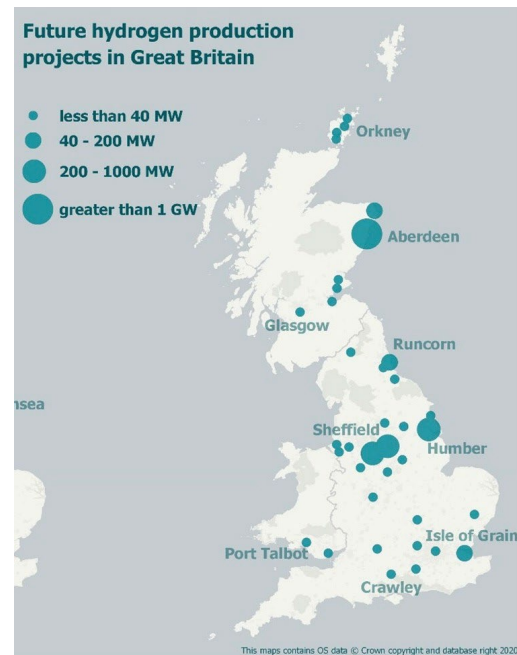 Future hydrogen production
projects in Great Britain
less than 40 MW
40 - 200 MW
200 - 1000 MW
greater than 1 GW
Orkney
Aberdeen
Glasgow
Runcorn
nsea
Sheffield
Humber
Isle of Grain
Port Talbot
Crawley
This maps contains OS data © Crown copyright and database right 2020